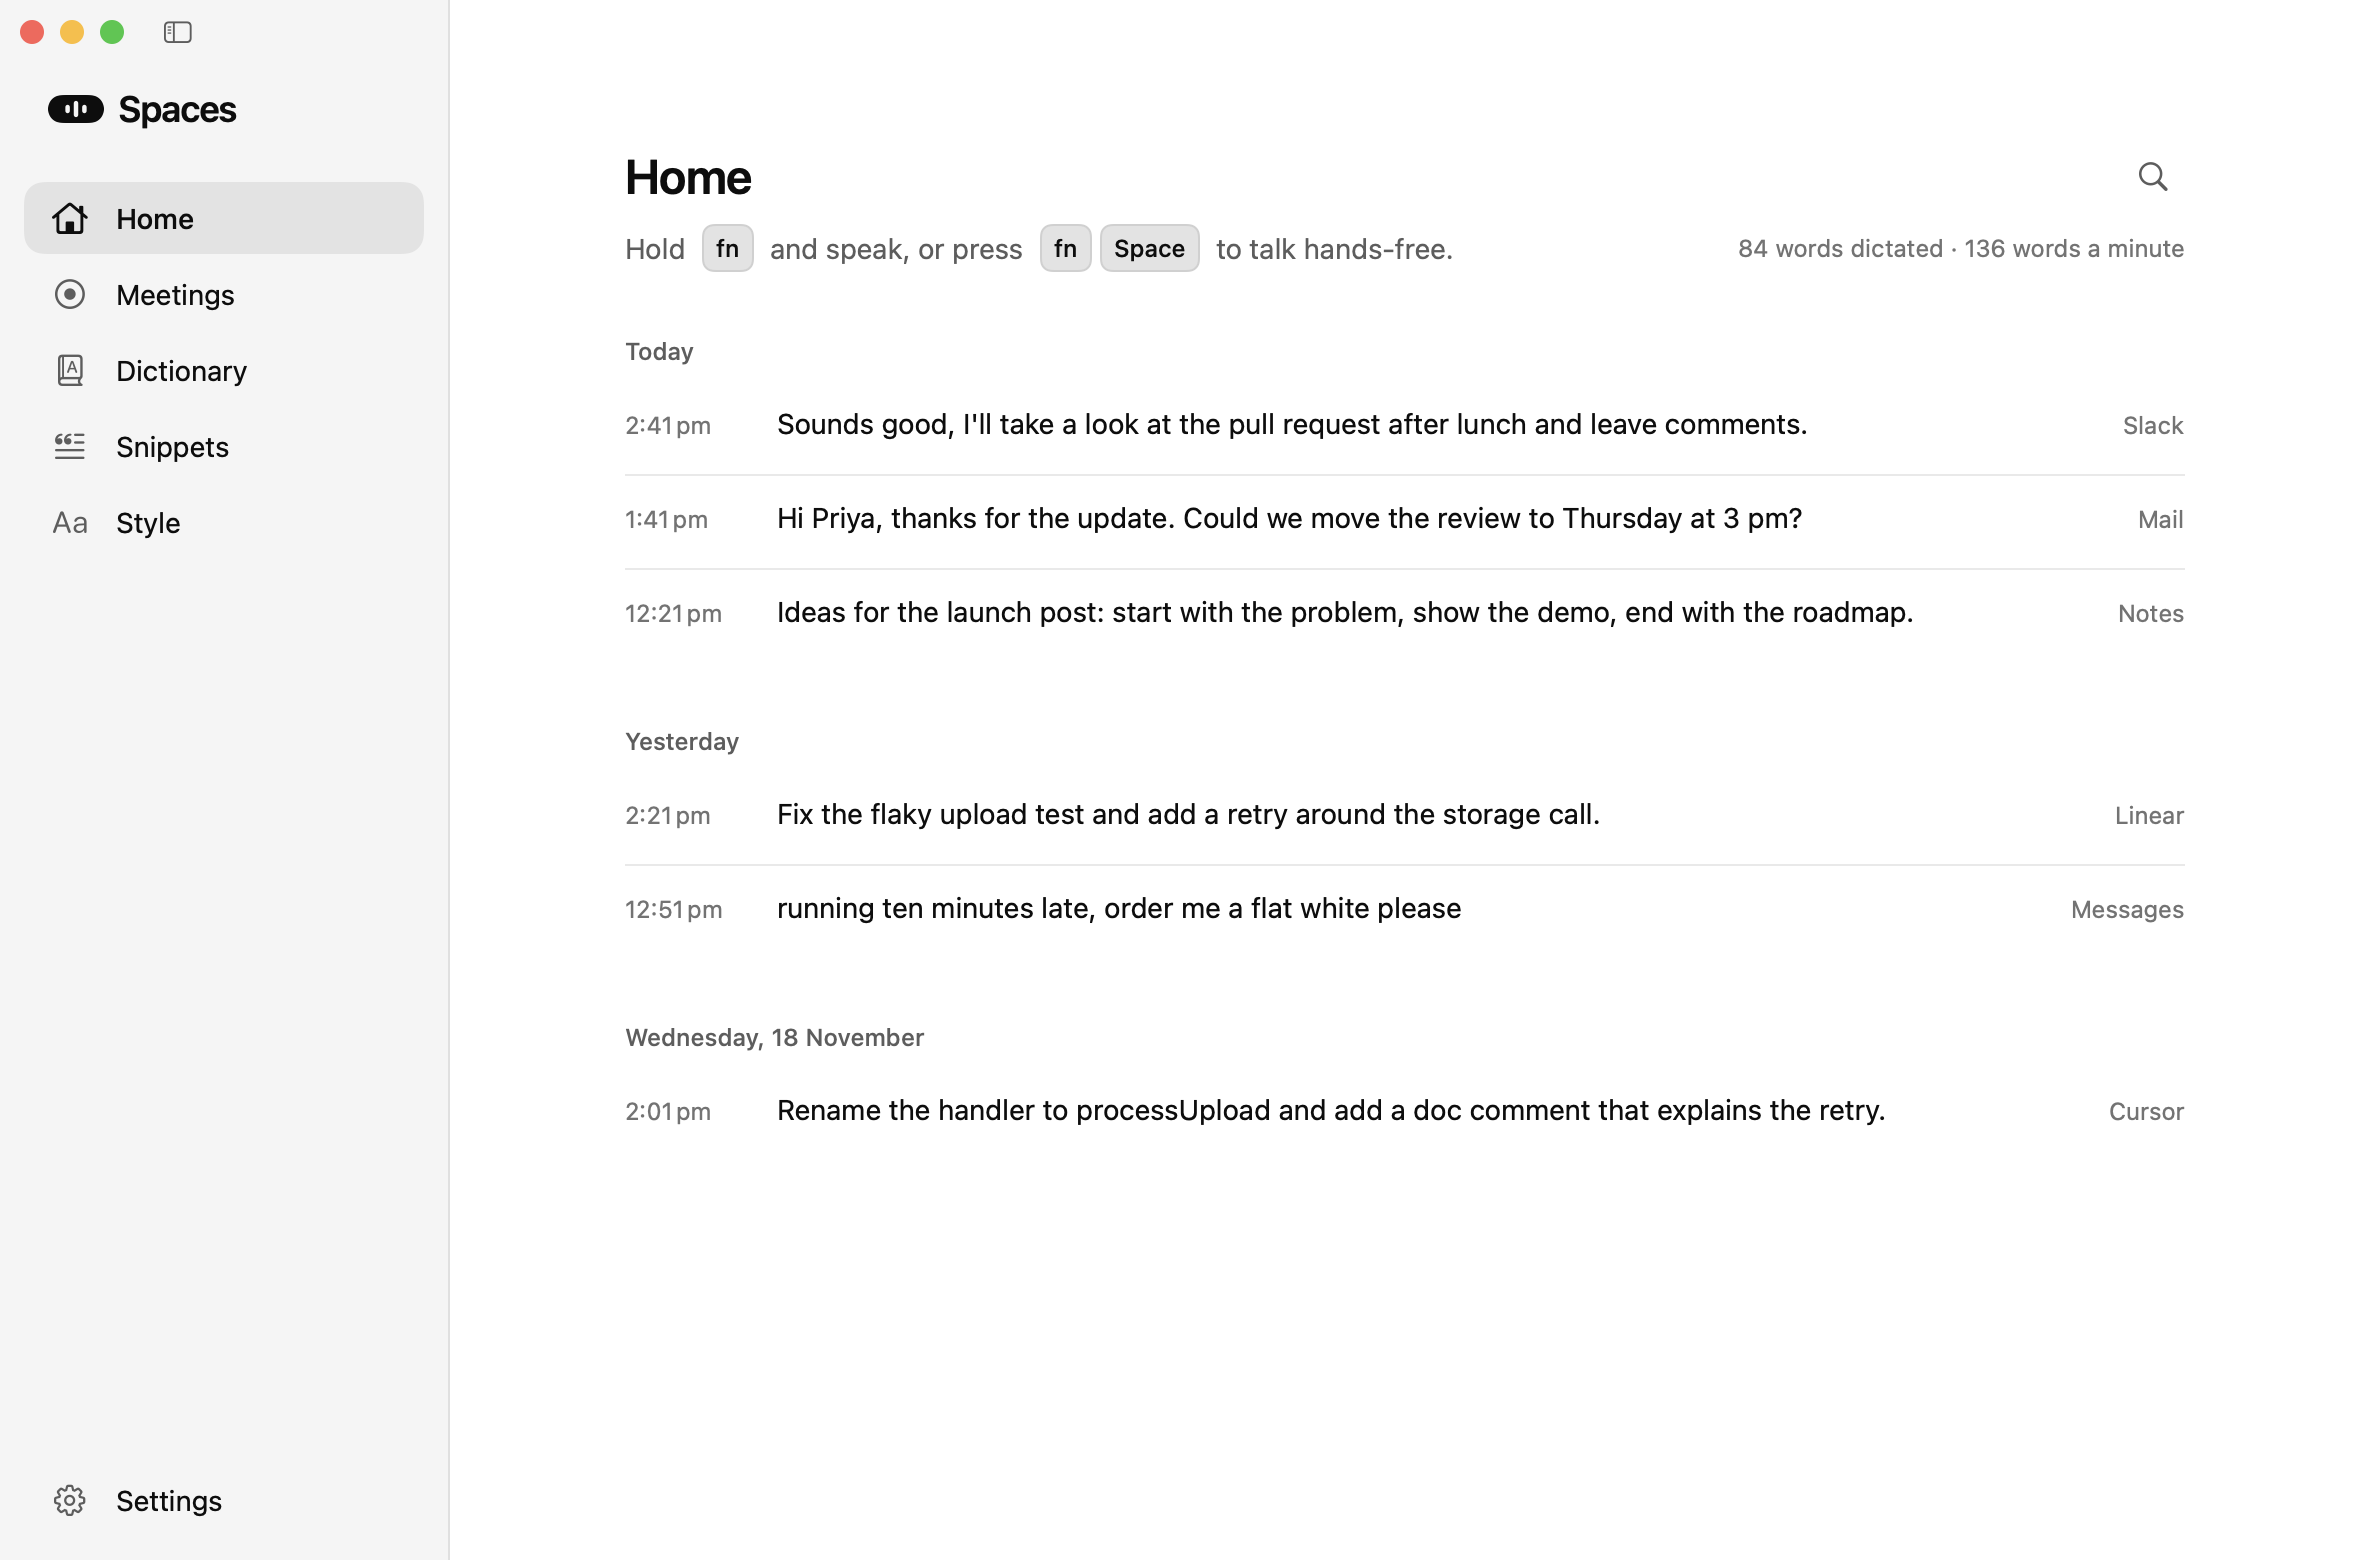 Spaces
Home
Meetings
Dictionary
Snippets
Aa Style
Settings
Home
Hold fn and speak, or press fn Space to talk hands-free.
84 words dictated · 136 words a minute
Today
2:41 pm Sounds good, I'll take a look at the pull request after lunch and leave comments. Slack
1:41 pm Hi Priya, thanks for the update. Could we move the review to Thursday at 3 pm? Mail
12:21 pm Ideas for the launch post: start with the problem, show the demo, end with the roadmap. Notes
Yesterday
2:21 pm Fix the flaky upload test and add a retry around the storage call. Linear
12:51 pm running ten minutes late, order me a flat white please Messages
Wednesday, 18 November
2:01 pm Rename the handler to processUpload and add a doc comment that explains the retry. Cursor